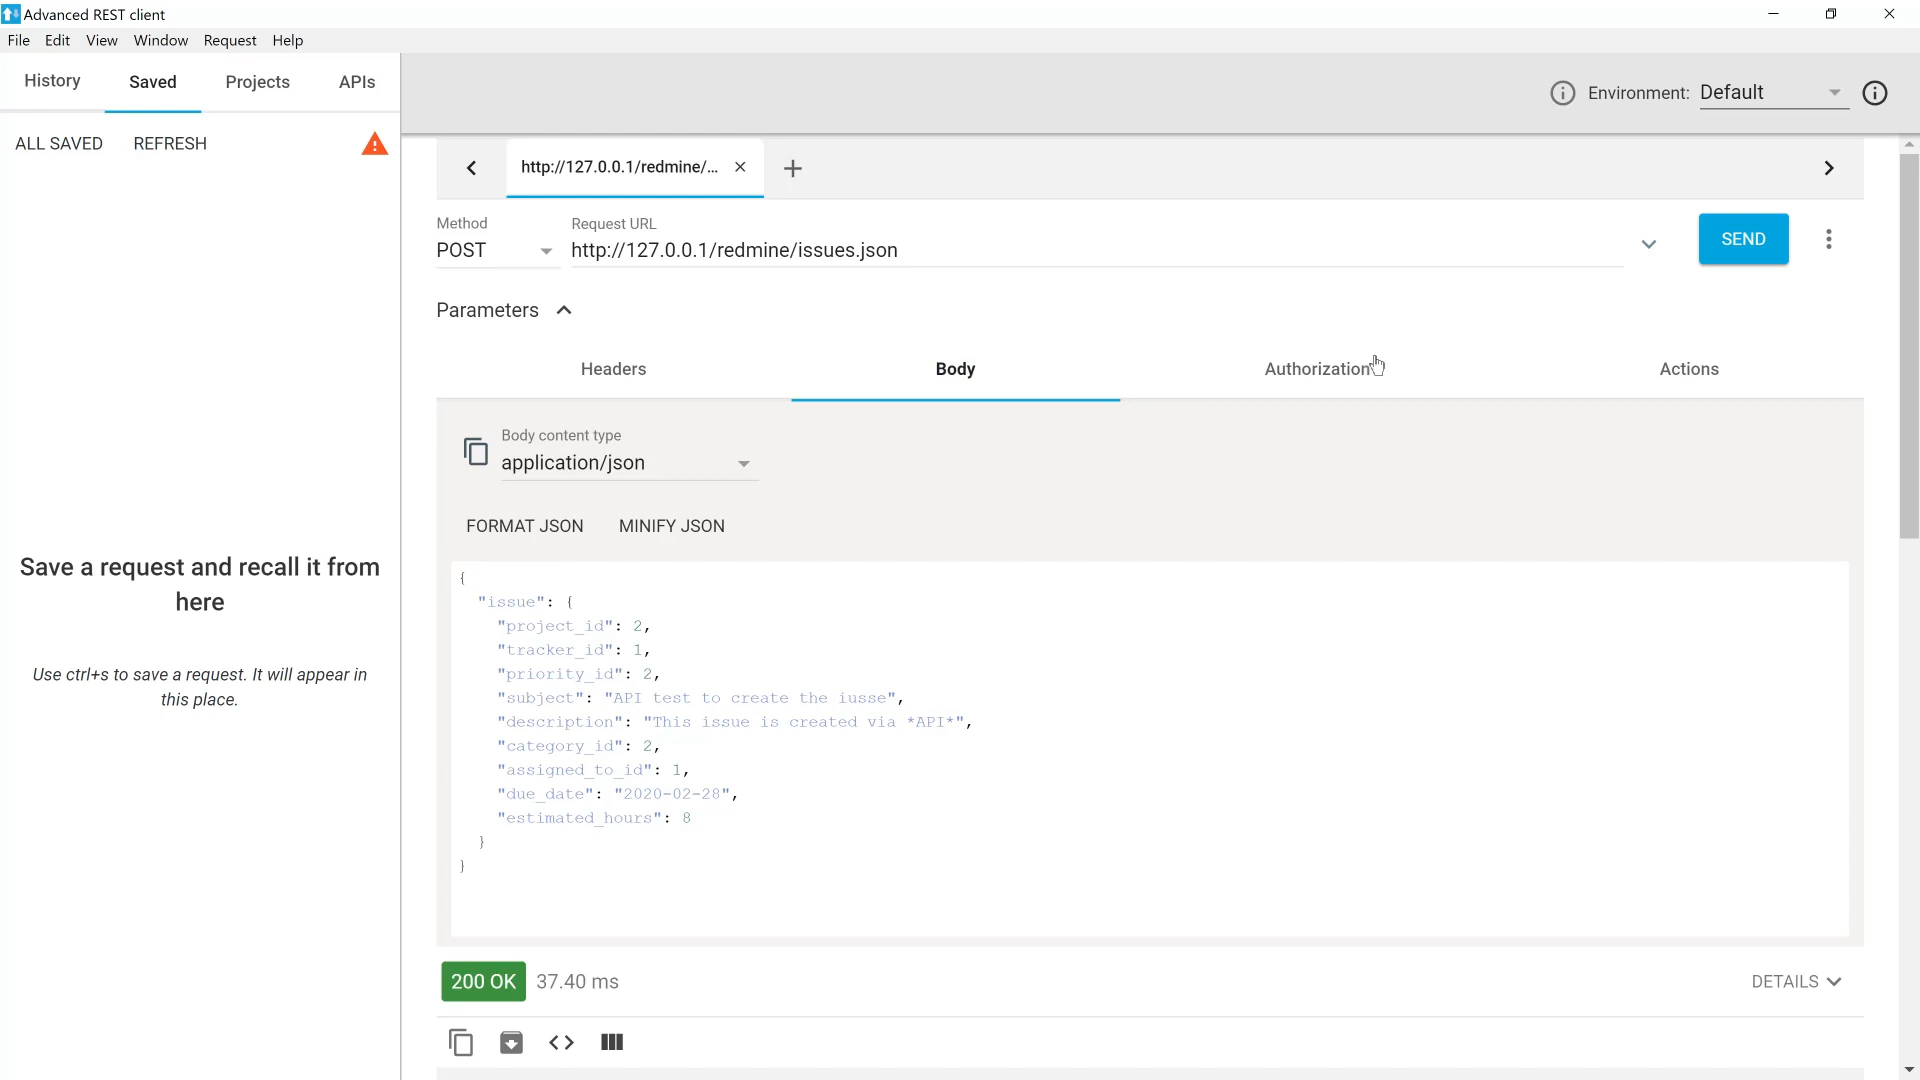 Advanced REST client
File Edit View Window Request Help
History Saved Projects APIs
Environment: Default
ALL SAVED REFRESH
http://127.0.0.1/redmine/...
Method
POST
Request URL
http://127.0.0.1/redmine/issues.json
SEND
Parameters
Headers Body Authorization Actions
Body content type
application/json
FORMAT JSON MINIFY JSON
Save a request and recall it from
here
Use ctrl+s to save a request. It will appear in
this place.
{
"issue": {
"project_id": 2,
"tracker_id": 1,
"priority_id": 2,
"subject": "API test to create the iusse",
"description": "This issue is created via *API*",
"category_id": 2,
"assigned_to_id": 1,
"due_date": "2020-02-28",
"estimated_hours": 8
}
}
200 OK 37.40 ms DETAILS